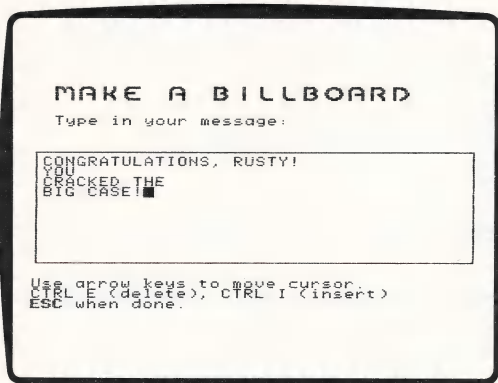 MAKE A BILLBOARD
Type in your message:
CONGRATULATIONS, RUSTY!
YOU
CRACKED THE
BIG CASE!
Use arrow keys to move cursor.
CTRL E (delete), CTRL I (insert)
ESC when done.